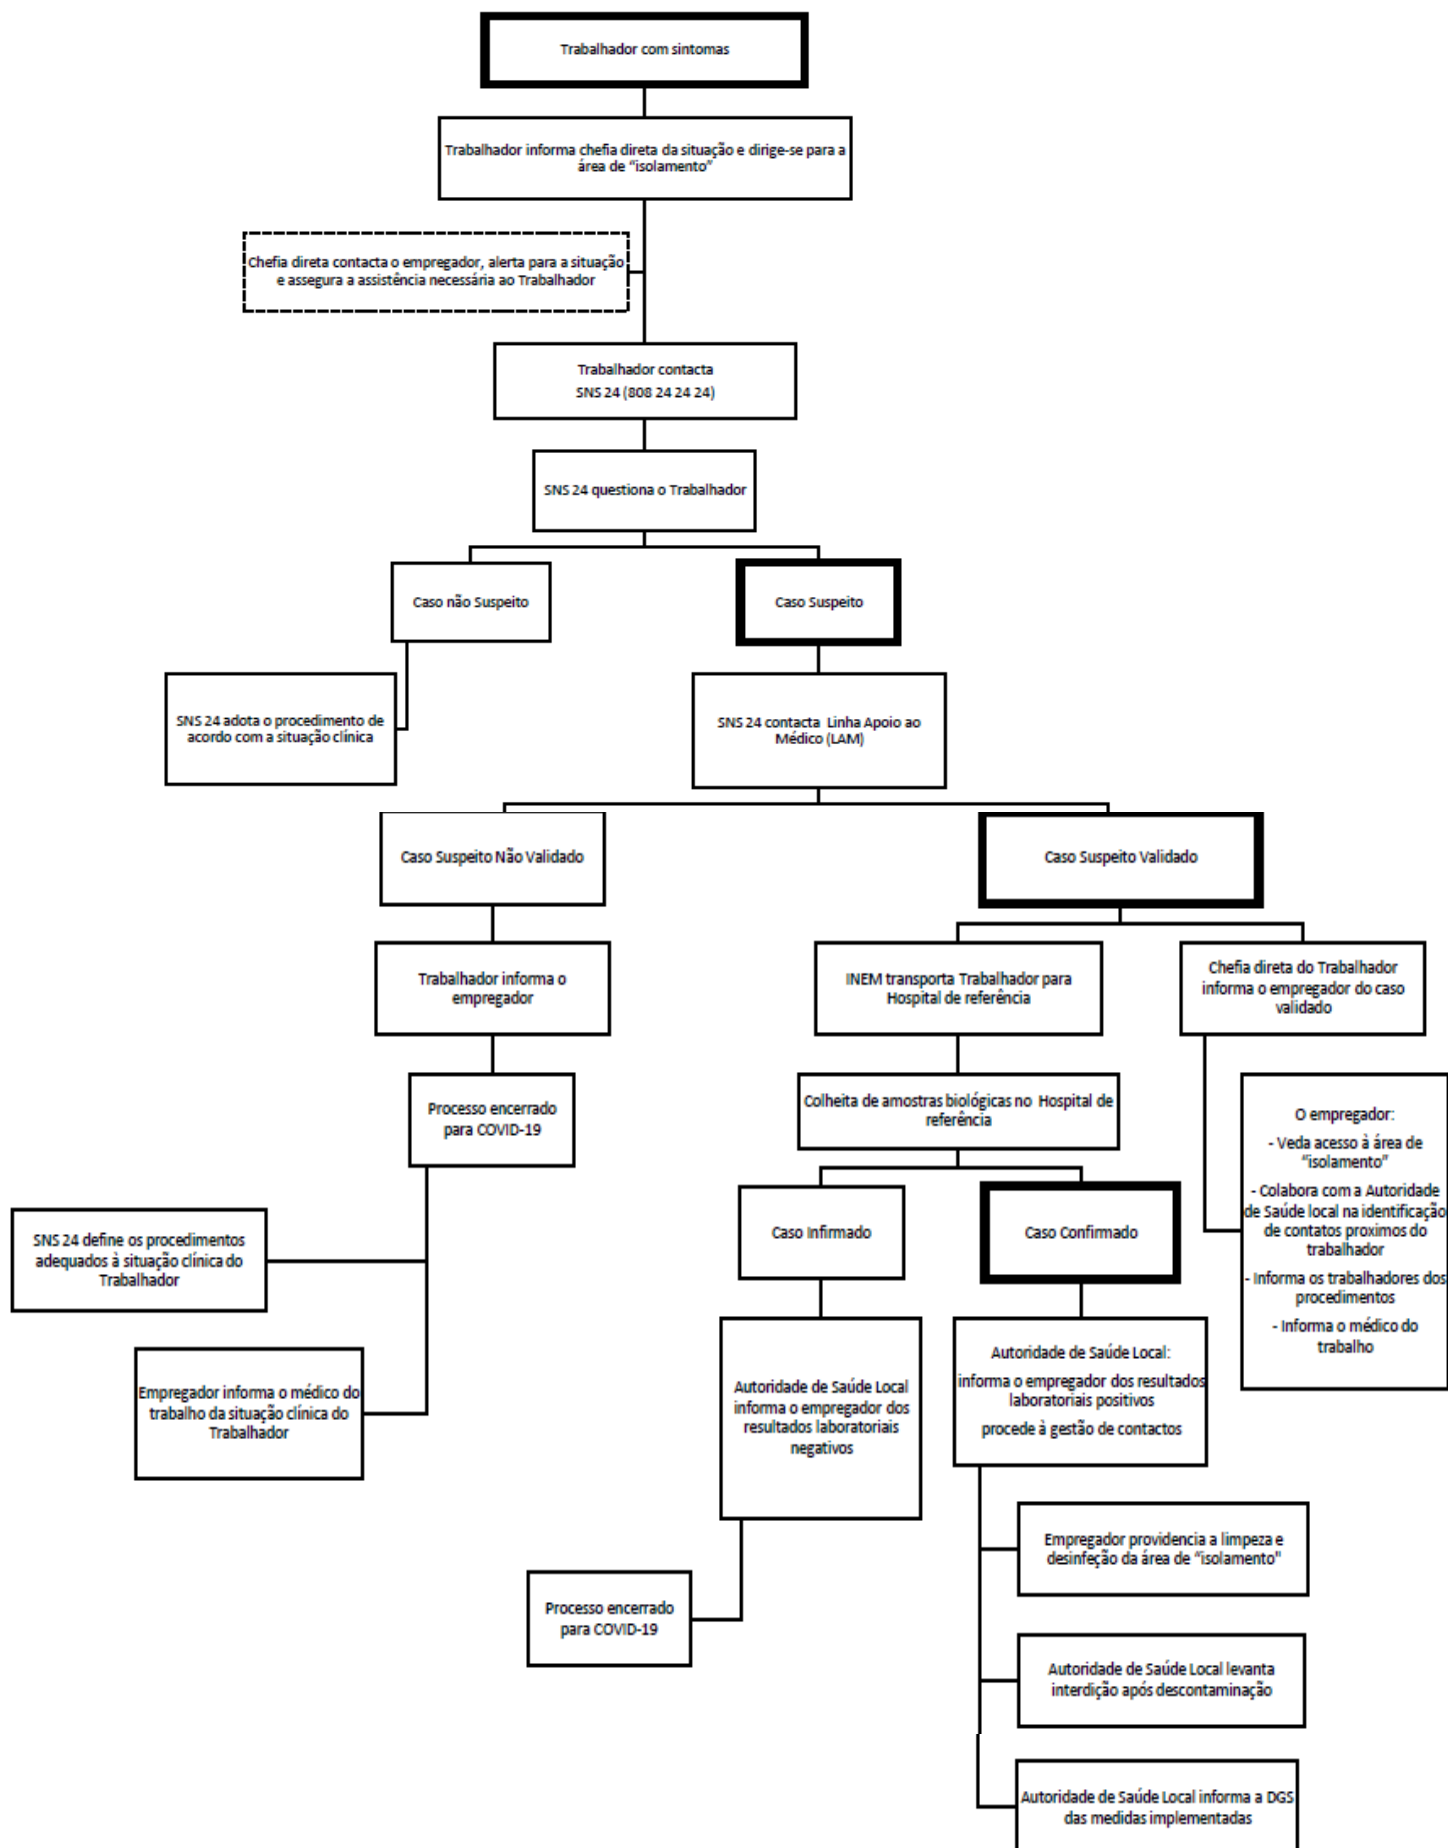 Trabalhador com sintomas
Trabalhador informa chefia direta da situação e dirige-se para a
área de “isolamento”
Chefia direta contacta o empregador, alerta para a situação
e assegura a assistência necessária ao Trabalhador
Trabalhador contacta
SNS 24 (808 24 24 24)
SNS 24 questiona o Trabalhador
Caso não Suspeito
Caso Suspeito
SNS 24 adota o procedimento de
acordo com a situação clínica
SNS 24 contacta Linha Apoio ao
Médico (LAM)
Caso Suspeito Não Validado
Caso Suspeito Validado
Trabalhador informa o
empregador
INEM transporta Trabalhador para
Hospital de referência
Chefia direta do Trabalhador
informa o empregador do caso
validado
Processo encerrado
para COVID-19
Colheita de amostras biológicas no Hospital de
referência
O empregador:
- Veda acesso à área de
“isolamento”
- Colabora com a Autoridade
de Saúde local na identificação
de contatos proximos do
trabalhador
- Informa os trabalhadores dos
procedimentos
- Informa o médico do
trabalho
SNS 24 define os procedimentos
adequados à situação clínica do
Trabalhador
Caso Infirmado
Caso Confirmado
Empregador informa o médico do
trabalho da situação clínica do
Trabalhador
Autoridade de Saúde Local
informa o empregador dos
resultados laboratoriais
negativos
Autoridade de Saúde Local:
informa o empregador dos resultados
laboratoriais positivos
procede à gestão de contactos
Processo encerrado
para COVID-19
Empregador providencia a limpeza e
desinfeção da área de “isolamento”
Autoridade de Saúde Local levanta
interdição após descontaminação
Autoridade de Saúde Local informa a DGS
das medidas implementadas